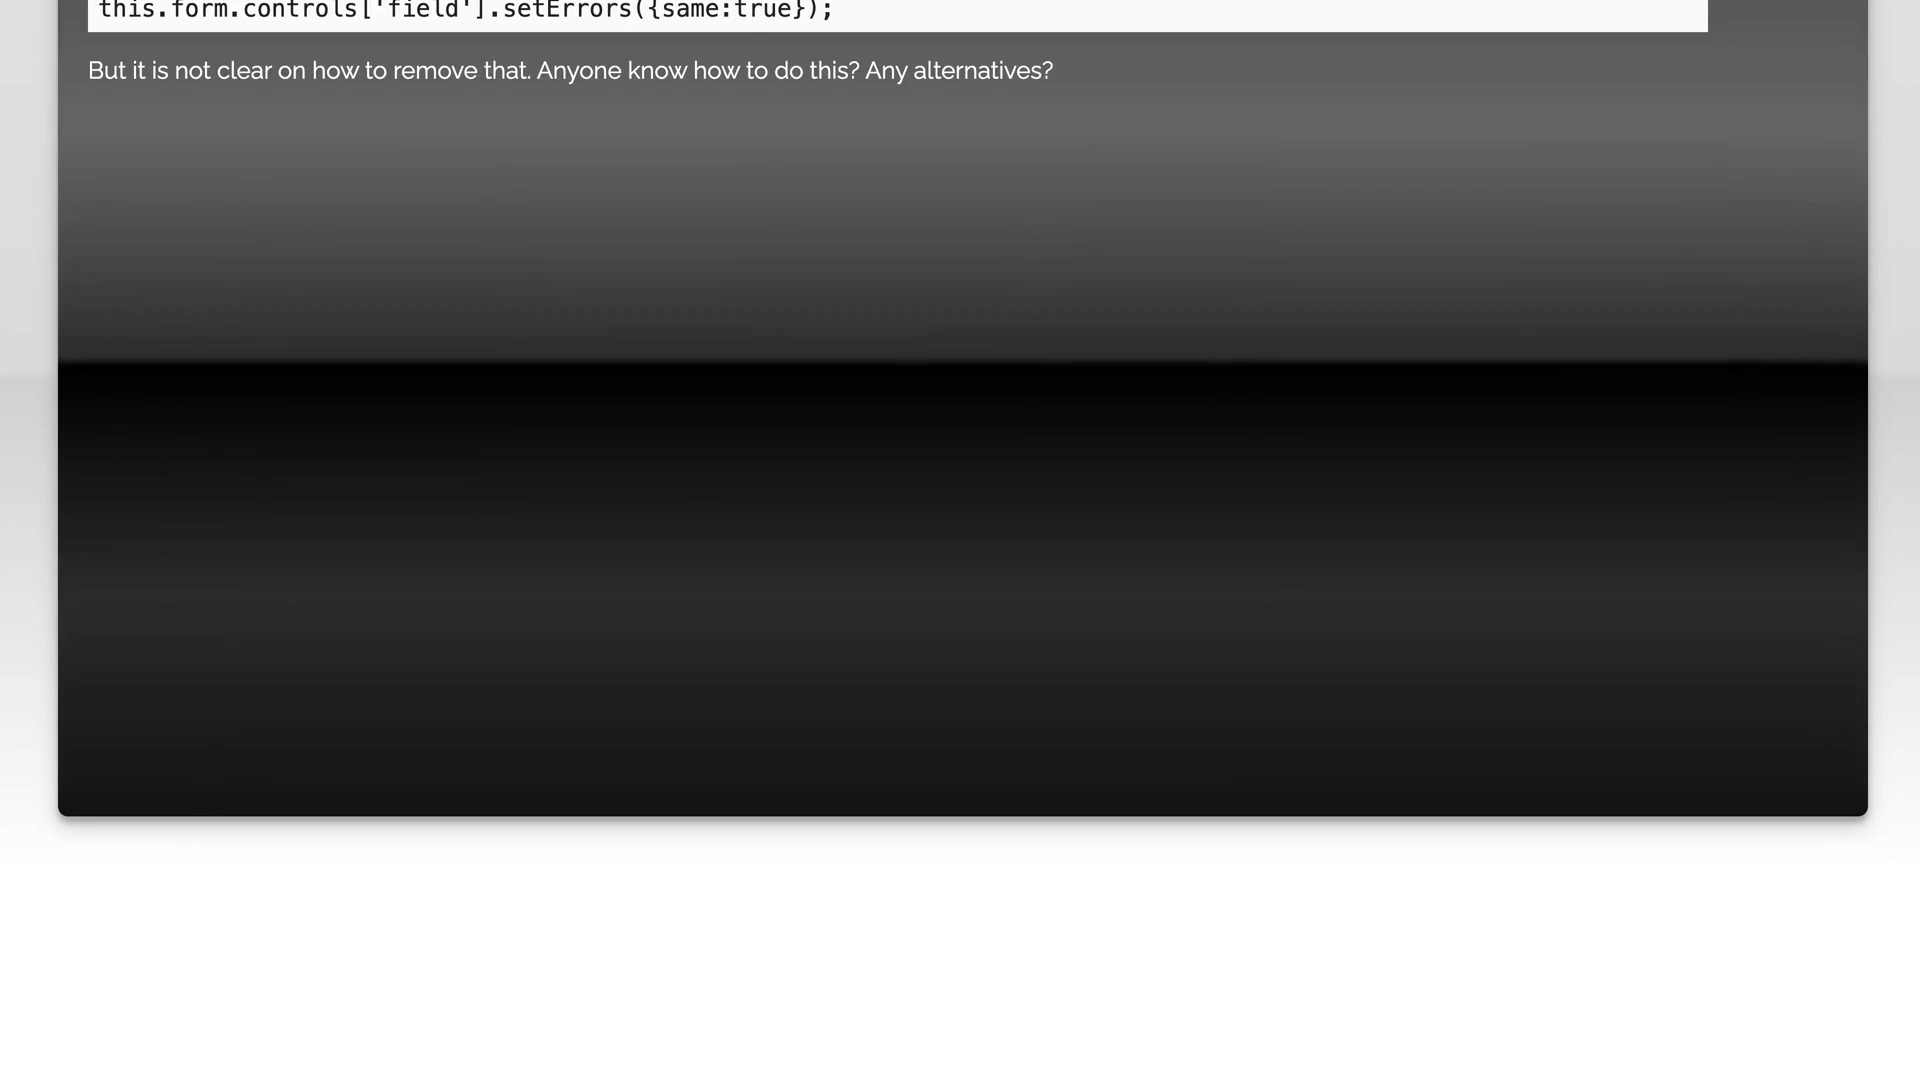 this.form.controls['field'].setErrors({same:true});
But it is not clear on how to remove that. Anyone know how to do this? Any alternatives?